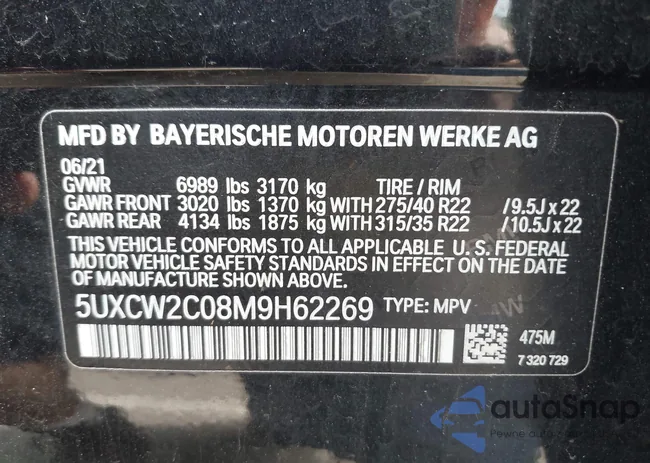 MFD BY BAYERISCHE MOTOREN WERKE AG
06/21
GVWR 6989 lbs 3170 kg TIRE / RIM
GAWR FRONT 3020 lbs 1370 kg WITH 275/40 R22 /9.5J x 22
GAWR REAR 4134 lbs 1875 kg WITH 315/35 R22 /10.5J x 22
THIS VEHICLE CONFORMS TO ALL APPLICABLE U. S. FEDERAL
MOTOR VEHICLE SAFETY STANDARDS IN EFFECT ON THE DATE
OF MANUFACTURE SHOWN ABOVE.
5UXCW2C08M9H62269 TYPE: MPV
475M
7 320 729
autoSnap